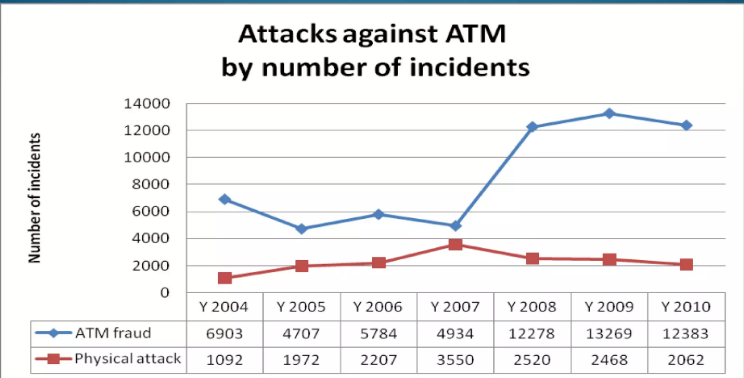 Attacks against ATM
by number of incidents
Number of incidents
14000
12000
10000
8000
6000
4000
2000
0
Y 2004 Y 2005 Y 2006 Y 2007 Y 2008 Y 2009 Y 2010
ATM fraud 6903 4707 5784 4934 12278 13269 12383
Physical attack 1092 1972 2207 3550 2520 2468 2062